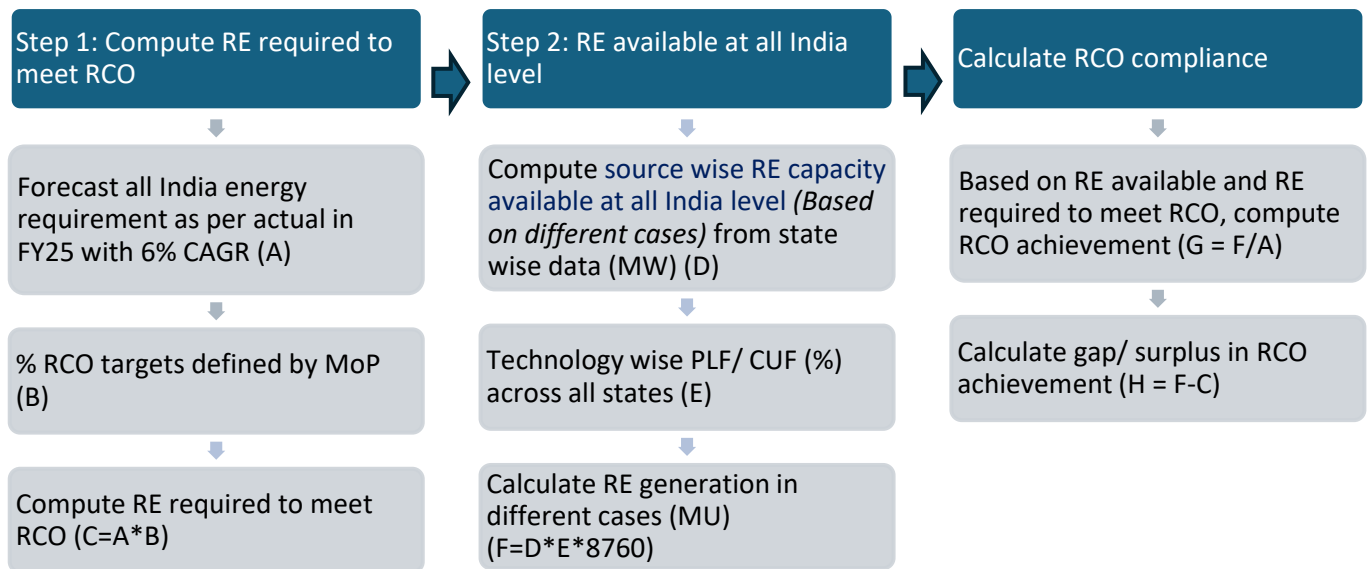 Step 1: Compute RE required to
meet RCO
Forecast all India energy
requirement as per actual in
FY25 with 6% CAGR (A)
% RCO targets defined by MoP
(B)
Compute RE required to meet
RCO (C=A*B)
Step 2: RE available at all India
level
Compute source wise RE capacity
available at all India level (Based
on different cases) from state
wise data (MW) (D)
Technology wise PLF/ CUF (%)
across all states (E)
Calculate RE generation in
different cases (MU)
(F=D*E*8760)
Calculate RCO compliance
Based on RE available and RE
required to meet RCO, compute
RCO achievement (G = F/A)
Calculate gap/ surplus in RCO
achievement (H = F-C)